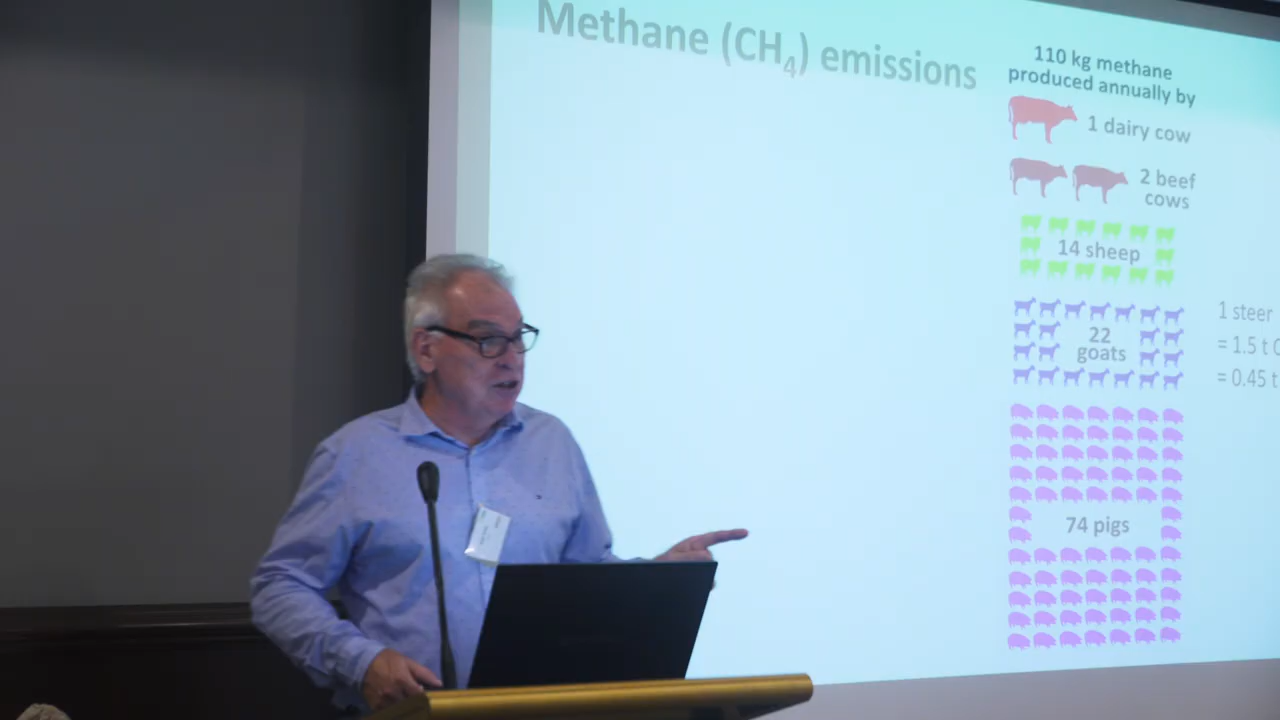 Methane (CH₄) emissions
110 kg methane
produced annually by
1 dairy cow
2 beef
cows
14 sheep
22
goats
74 pigs
1 steer
= 1.5 t
= 0.45 t